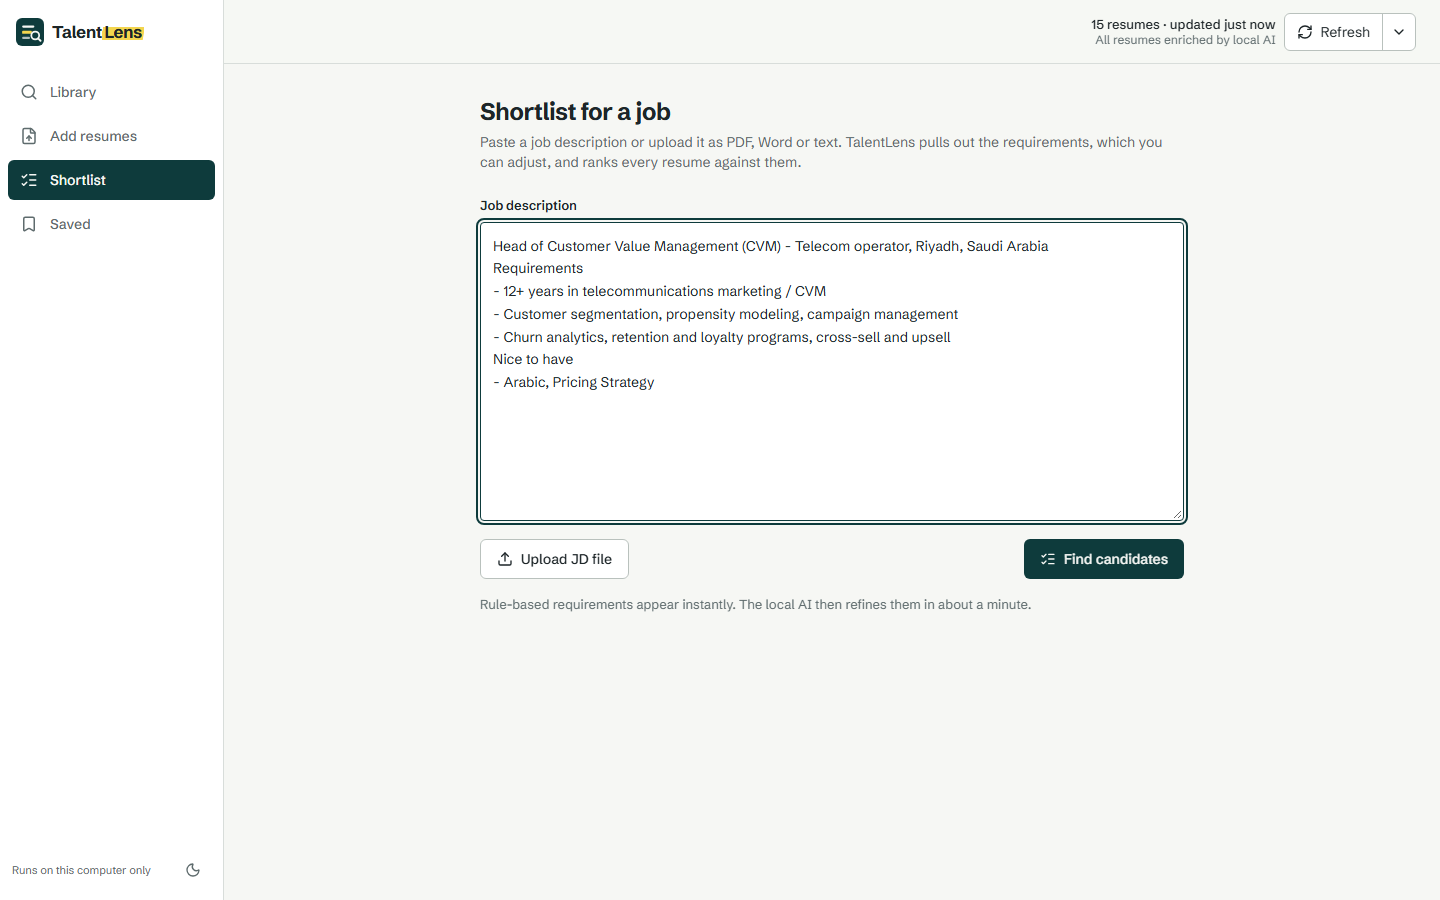 TalentLens
Library
Add resumes
Shortlist
Saved
Runs on this computer only
15 resumes · updated just now
All resumes enriched by local AI
Refresh
Shortlist for a job
Paste a job description or upload it as PDF, Word or text. TalentLens pulls out the requirements, which you
can adjust, and ranks every resume against them.
Job description
Head of Customer Value Management (CVM) - Telecom operator, Riyadh, Saudi Arabia
Requirements
- 12+ years in telecommunications marketing / CVM
- Customer segmentation, propensity modeling, campaign management
- Churn analytics, retention and loyalty programs, cross-sell and upsell
Nice to have
- Arabic, Pricing Strategy
Upload JD file
Find candidates
Rule-based requirements appear instantly. The local AI then refines them in about a minute.